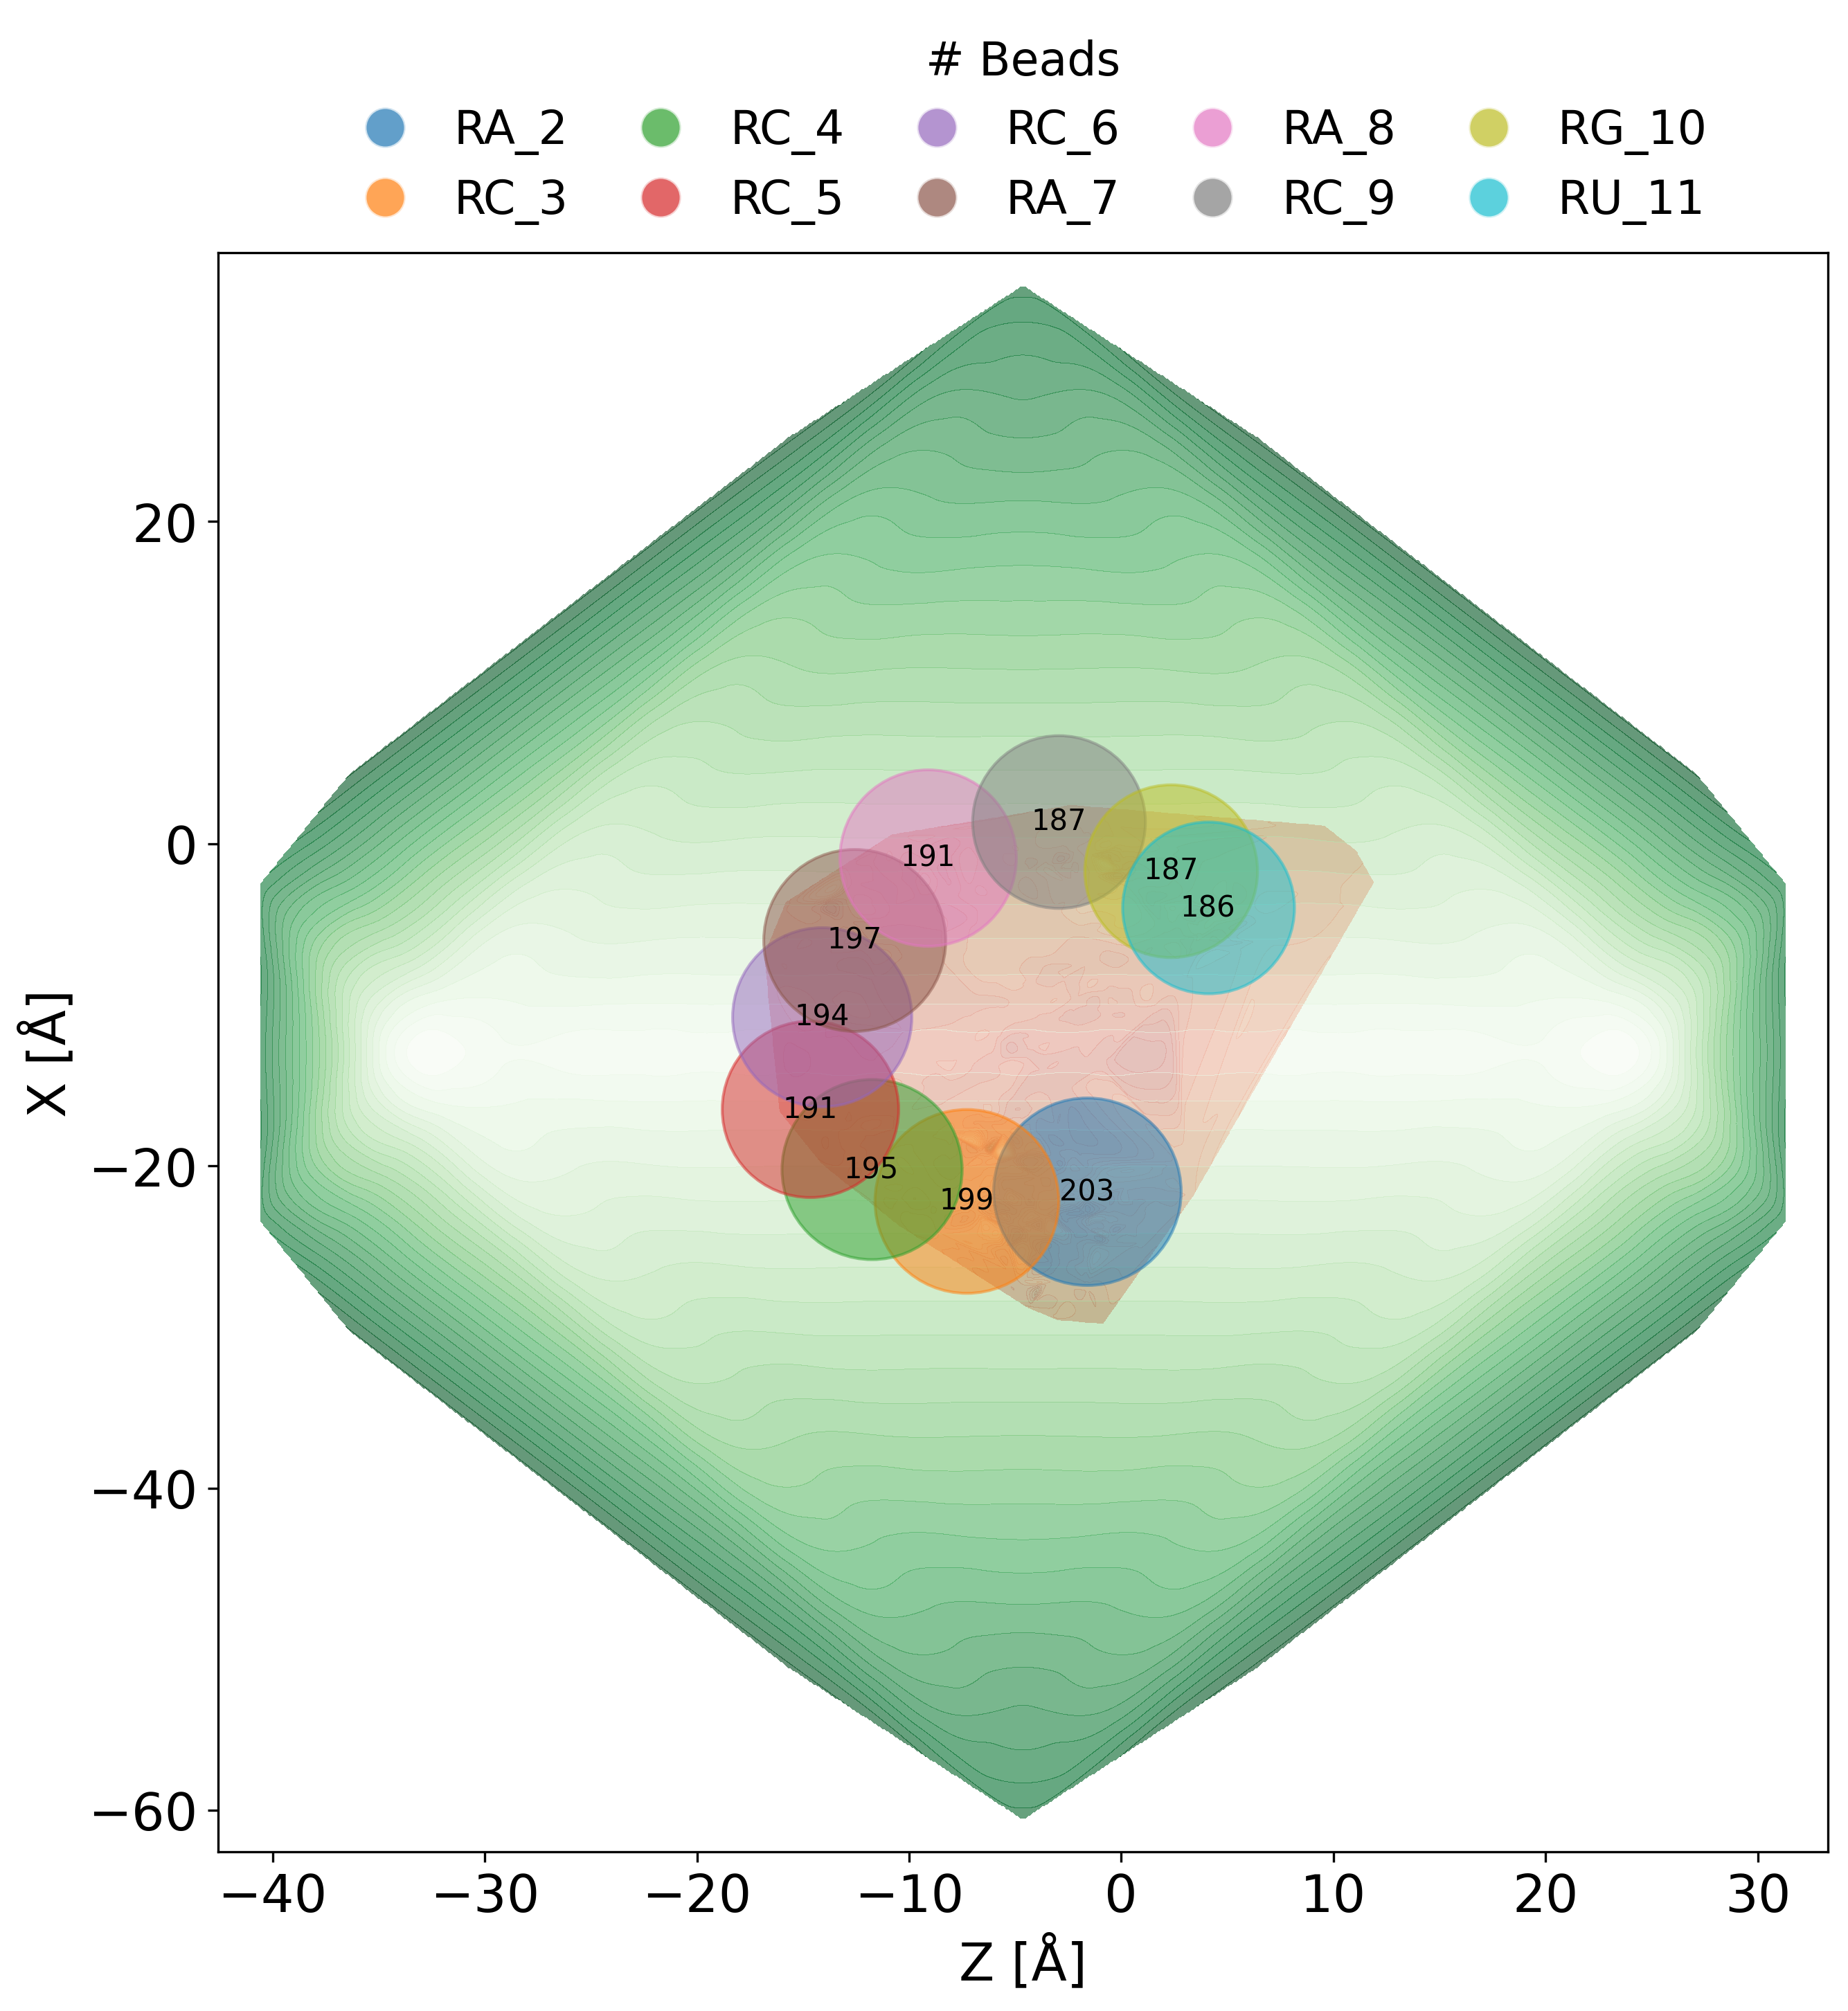 # Beads
RA_2 RC_4 RC_6 RA_8 RG_10
RC_3 RC_5 RA_7 RC_9 RU_11
20
0
−20
−40
−60
X [Å]
187
191
187
186
197
194
191
195
199
203
−40 −30 −20 −10 0 10 20 30
Z [Å]